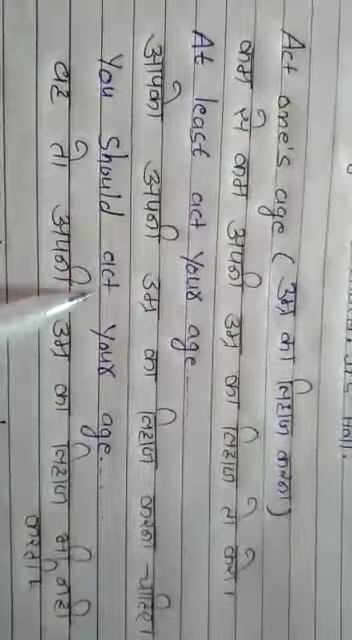 Act one's age ( उम्र का लिहाज करना )
कम से कम अपनी उम्र का लिहाज तो करो।
At least act your age......
आपको अपनी उम्र का लिहाज करना चाहिए।
You should act your age......
वह तो अपनी उम्र का लिहाज भी नहीं
करता।